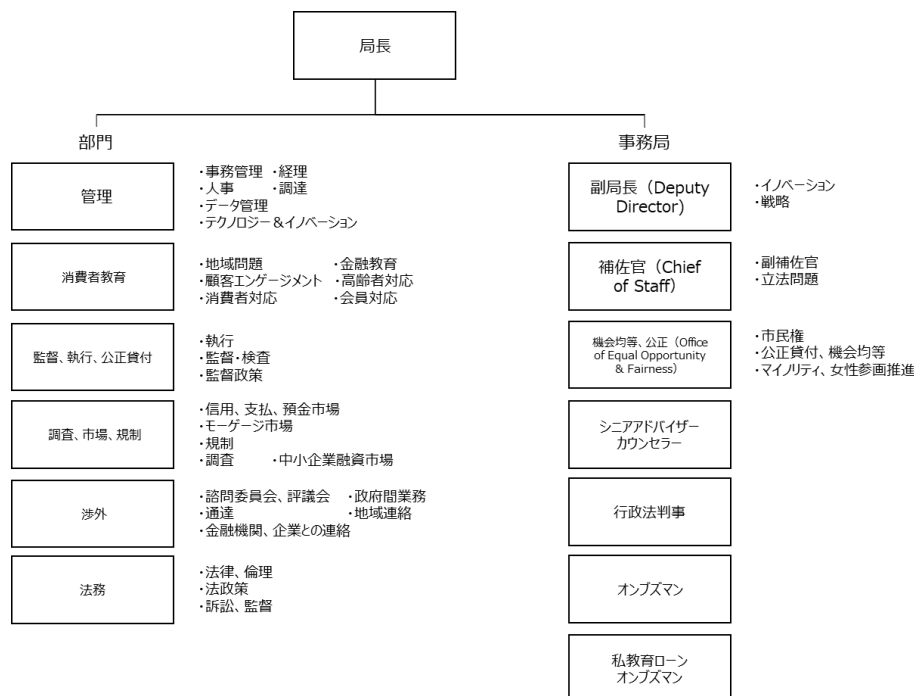 局長
部門
管理
・事務管理 ・経理
・人事 ・調達
・データ管理
・テクノロジー＆イノベーション
消費者教育
・地域問題 ・金融教育
・顧客エンゲージメント ・高齢者対応
・消費者対応 ・会員対応
監督、執行、公正貸付
・執行
・監督・検査
・監督政策
調査、市場、規制
・信用、支払、預金市場
・モーゲージ市場
・規制
・調査 ・中小企業融資市場
渉外
・諮問委員会、評議会 ・政府間業務
・通達 ・地域連絡
・金融機関、企業との連絡
法務
・法律、倫理
・法政策
・訴訟、監督
事務局
副局長（Deputy
Director）
・イノベーション
・戦略
補佐官（Chief
of Staff）
・副補佐官
・立法問題
機会均等、公正（Office
of Equal Opportunity
& Fairness）
・市民権
・公正貸付、機会均等
・マイノリティ、女性参画推進
シニアアドバイザー
カウンセラー
行政法判事
オンブズマン
私教育ローン
オンブズマン